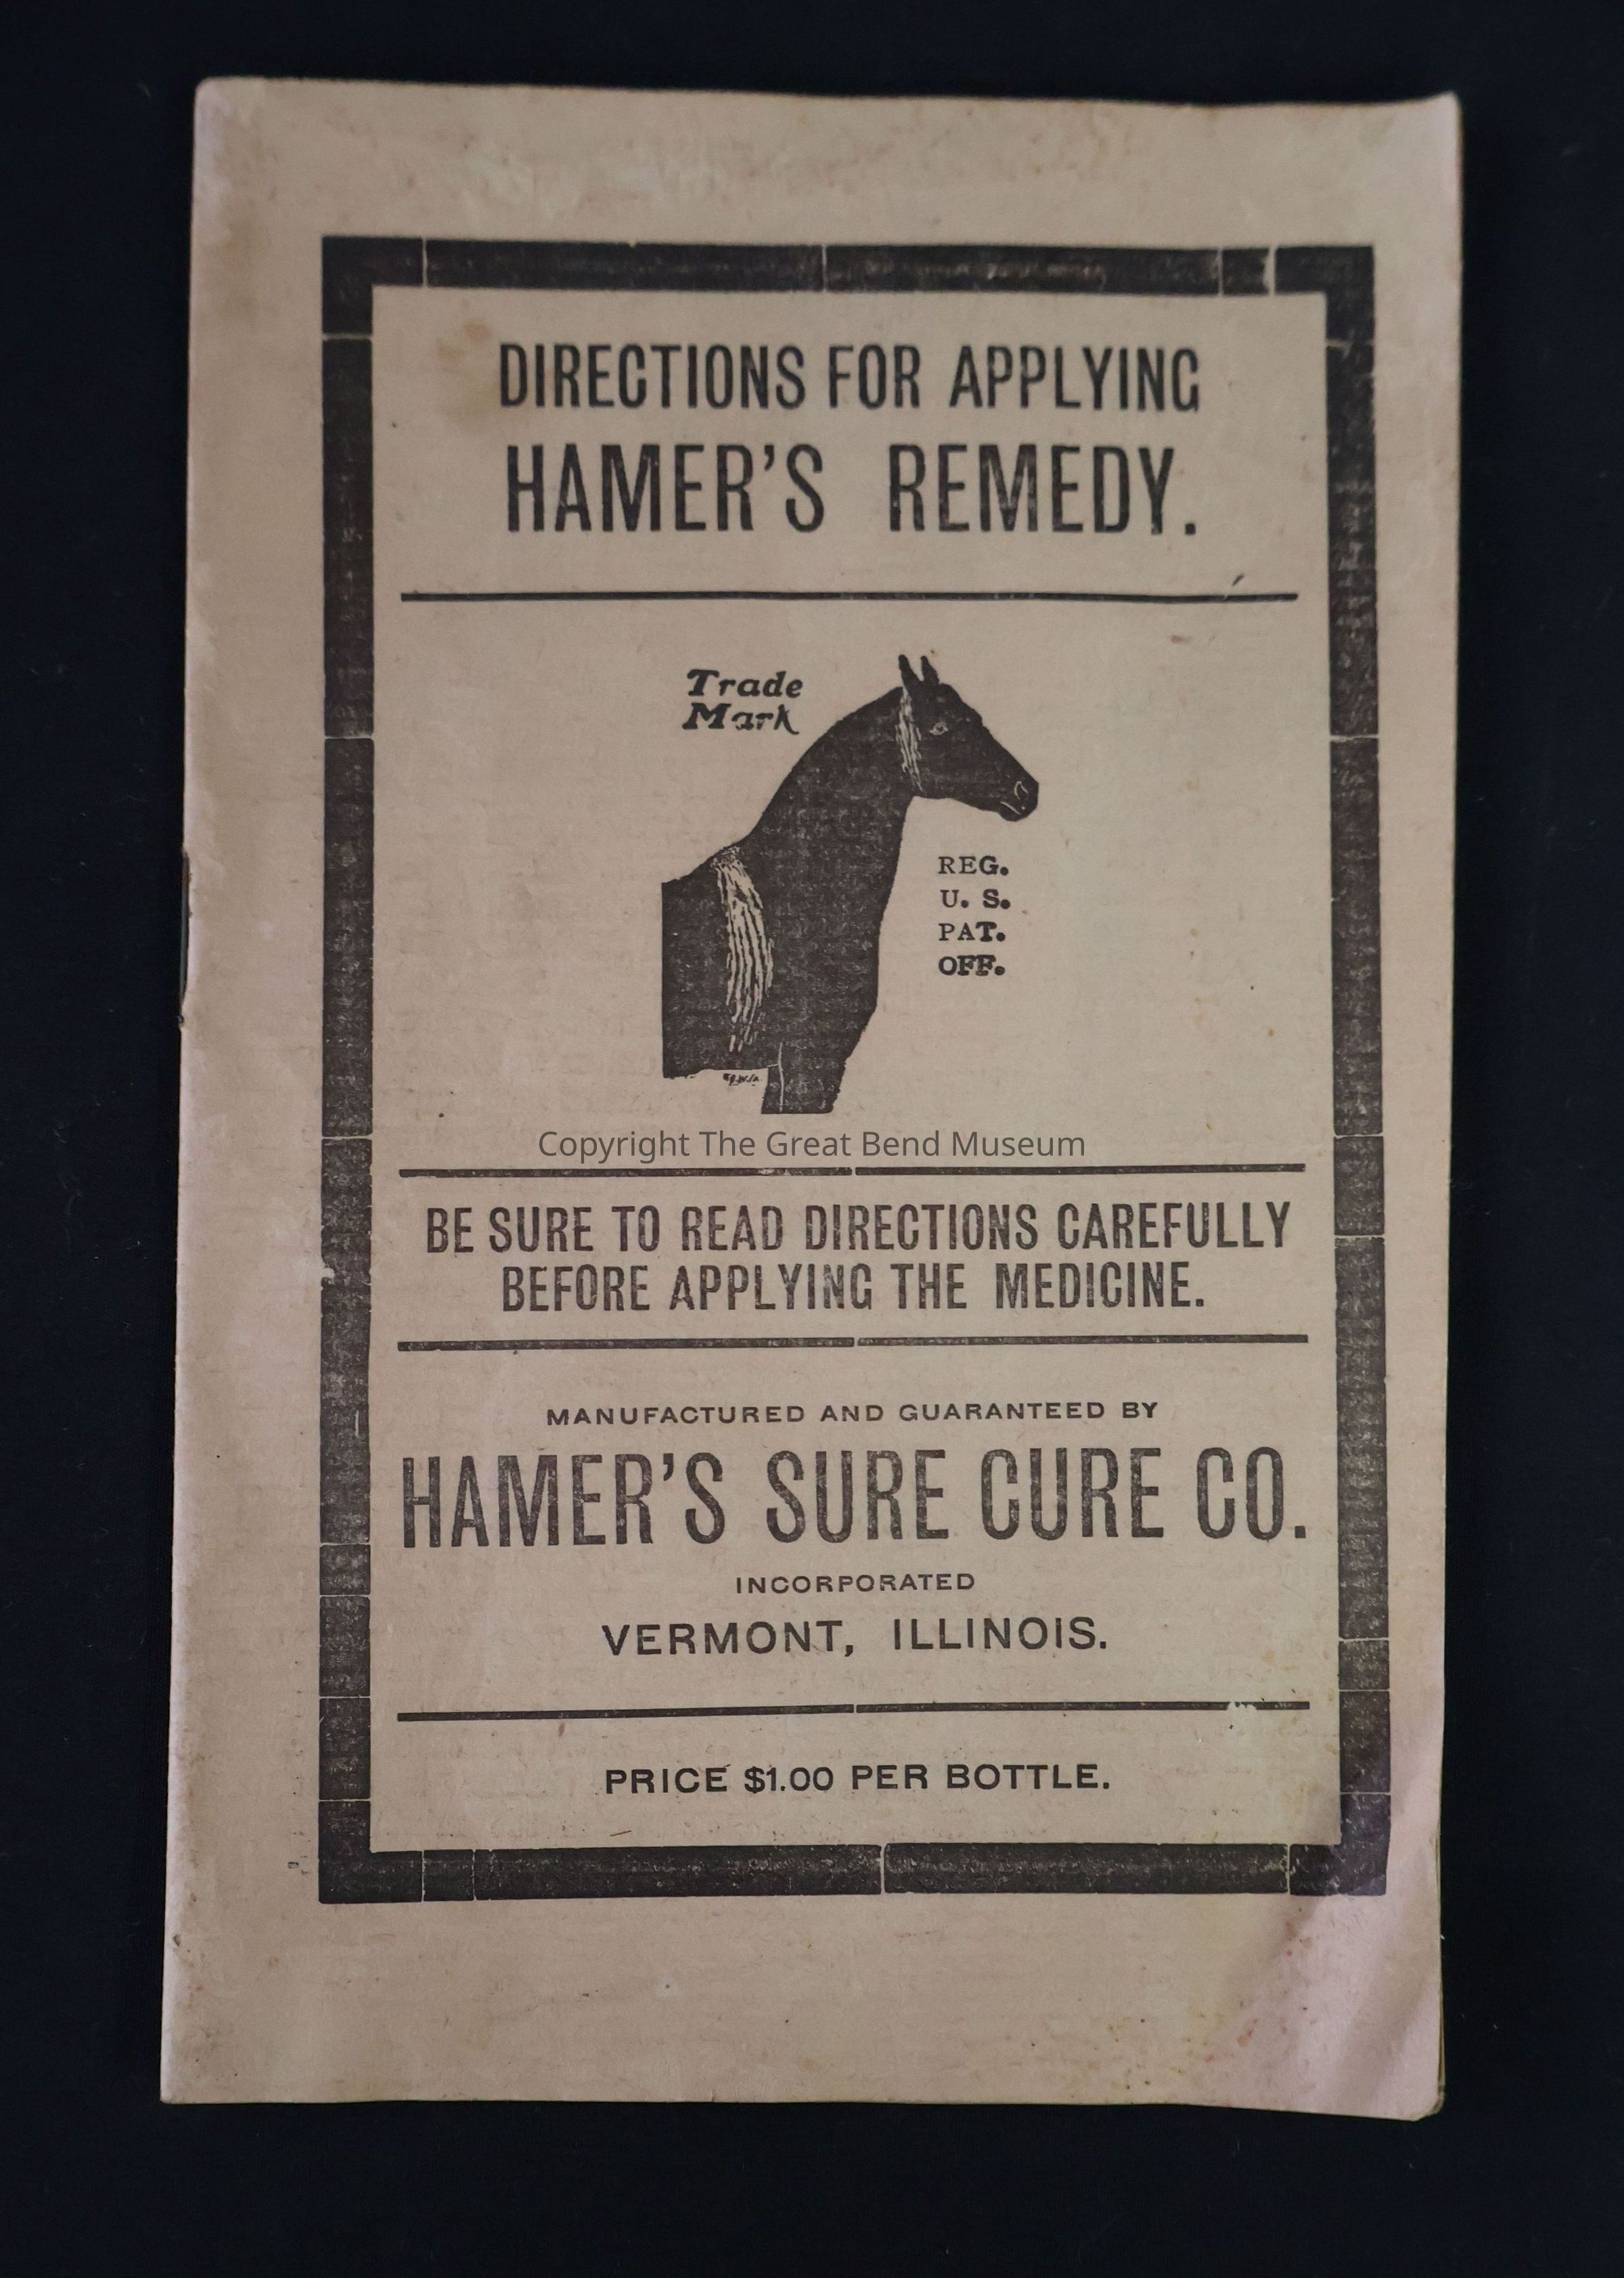 DIRECTIONS FOR APPLYING
HAMER'S REMEDY.
Trade
Mark
REG.
U. S.
PAT.
OFF.
Copyright The Great Bend Museum
BE SURE TO READ DIRECTIONS CAREFULLY
BEFORE APPLYING THE MEDICINE.
MANUFACTURED AND GUARANTEED BY
HAMER'S SURE CURE CO.
INCORPORATED
VERMONT, ILLINOIS.
PRICE $1.00 PER BOTTLE.